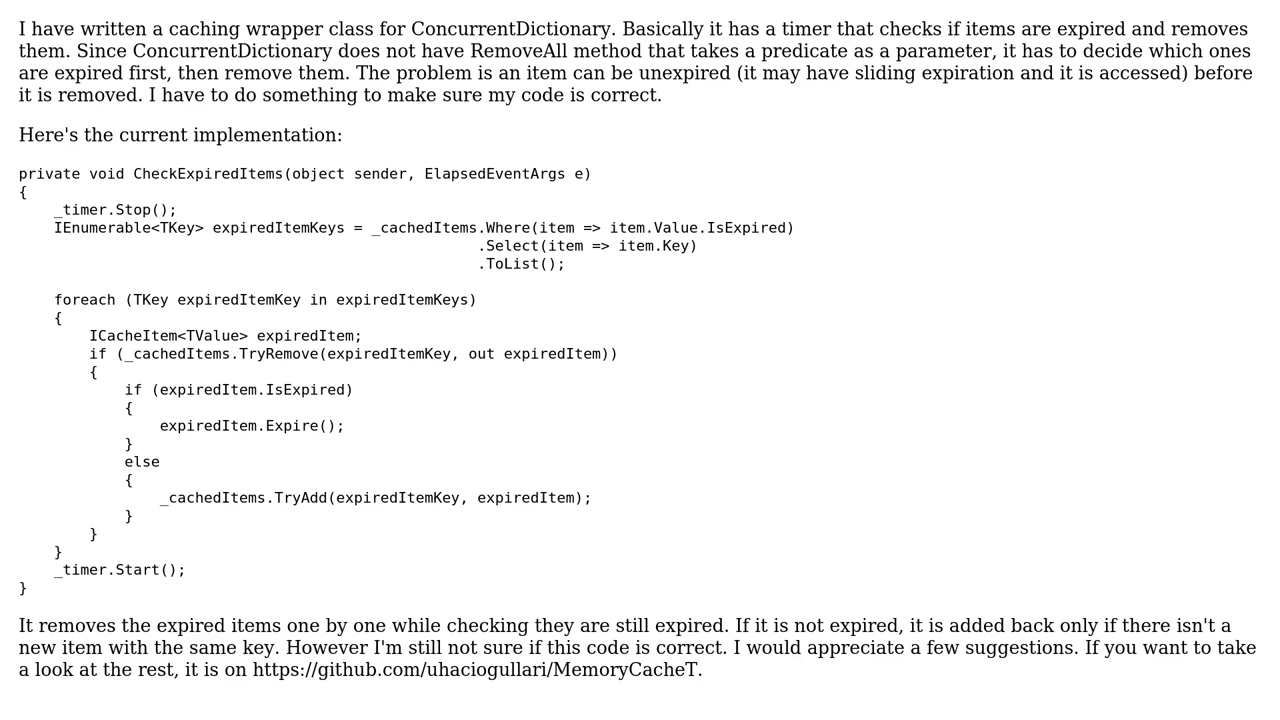 I have written a caching wrapper class for ConcurrentDictionary. Basically it has a timer that checks if items are expired and removes
them. Since ConcurrentDictionary does not have RemoveAll method that takes a predicate as a parameter, it has to decide which ones
are expired first, then remove them. The problem is an item can be unexpired (it may have sliding expiration and it is accessed) before
it is removed. I have to do something to make sure my code is correct.

Here's the current implementation:

private void CheckExpiredItems(object sender, ElapsedEventArgs e)
{
    _timer.Stop();
    IEnumerable<TKey> expiredItemKeys = _cachedItems.Where(item => item.Value.IsExpired)
                                                    .Select(item => item.Key)
                                                    .ToList();

    foreach (TKey expiredItemKey in expiredItemKeys)
    {
        ICacheItem<TValue> expiredItem;
        if (_cachedItems.TryRemove(expiredItemKey, out expiredItem))
        {
            if (expiredItem.IsExpired)
            {
                expiredItem.Expire();
            }
            else
            {
                _cachedItems.TryAdd(expiredItemKey, expiredItem);
            }
        }
    }
    _timer.Start();
}

It removes the expired items one by one while checking they are still expired. If it is not expired, it is added back only if there isn't a
new item with the same key. However I'm still not sure if this code is correct. I would appreciate a few suggestions. If you want to take
a look at the rest, it is on https://github.com/uhaciogullari/MemoryCacheT.